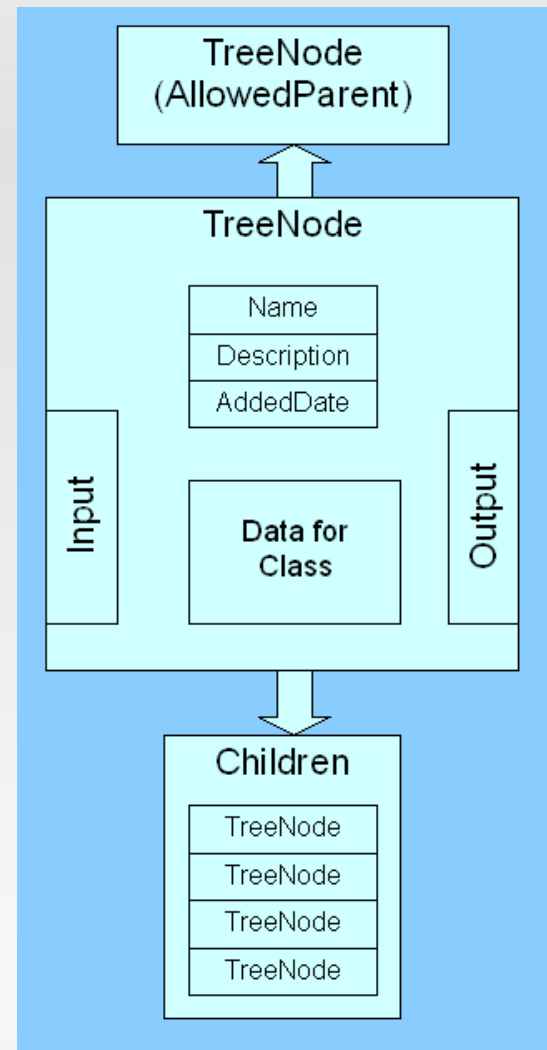 TreeNode
(AllowedParent)
TreeNode
Name
Description
AddedDate
Input
Data for
Class
Output
Children
TreeNode
TreeNode
TreeNode
TreeNode